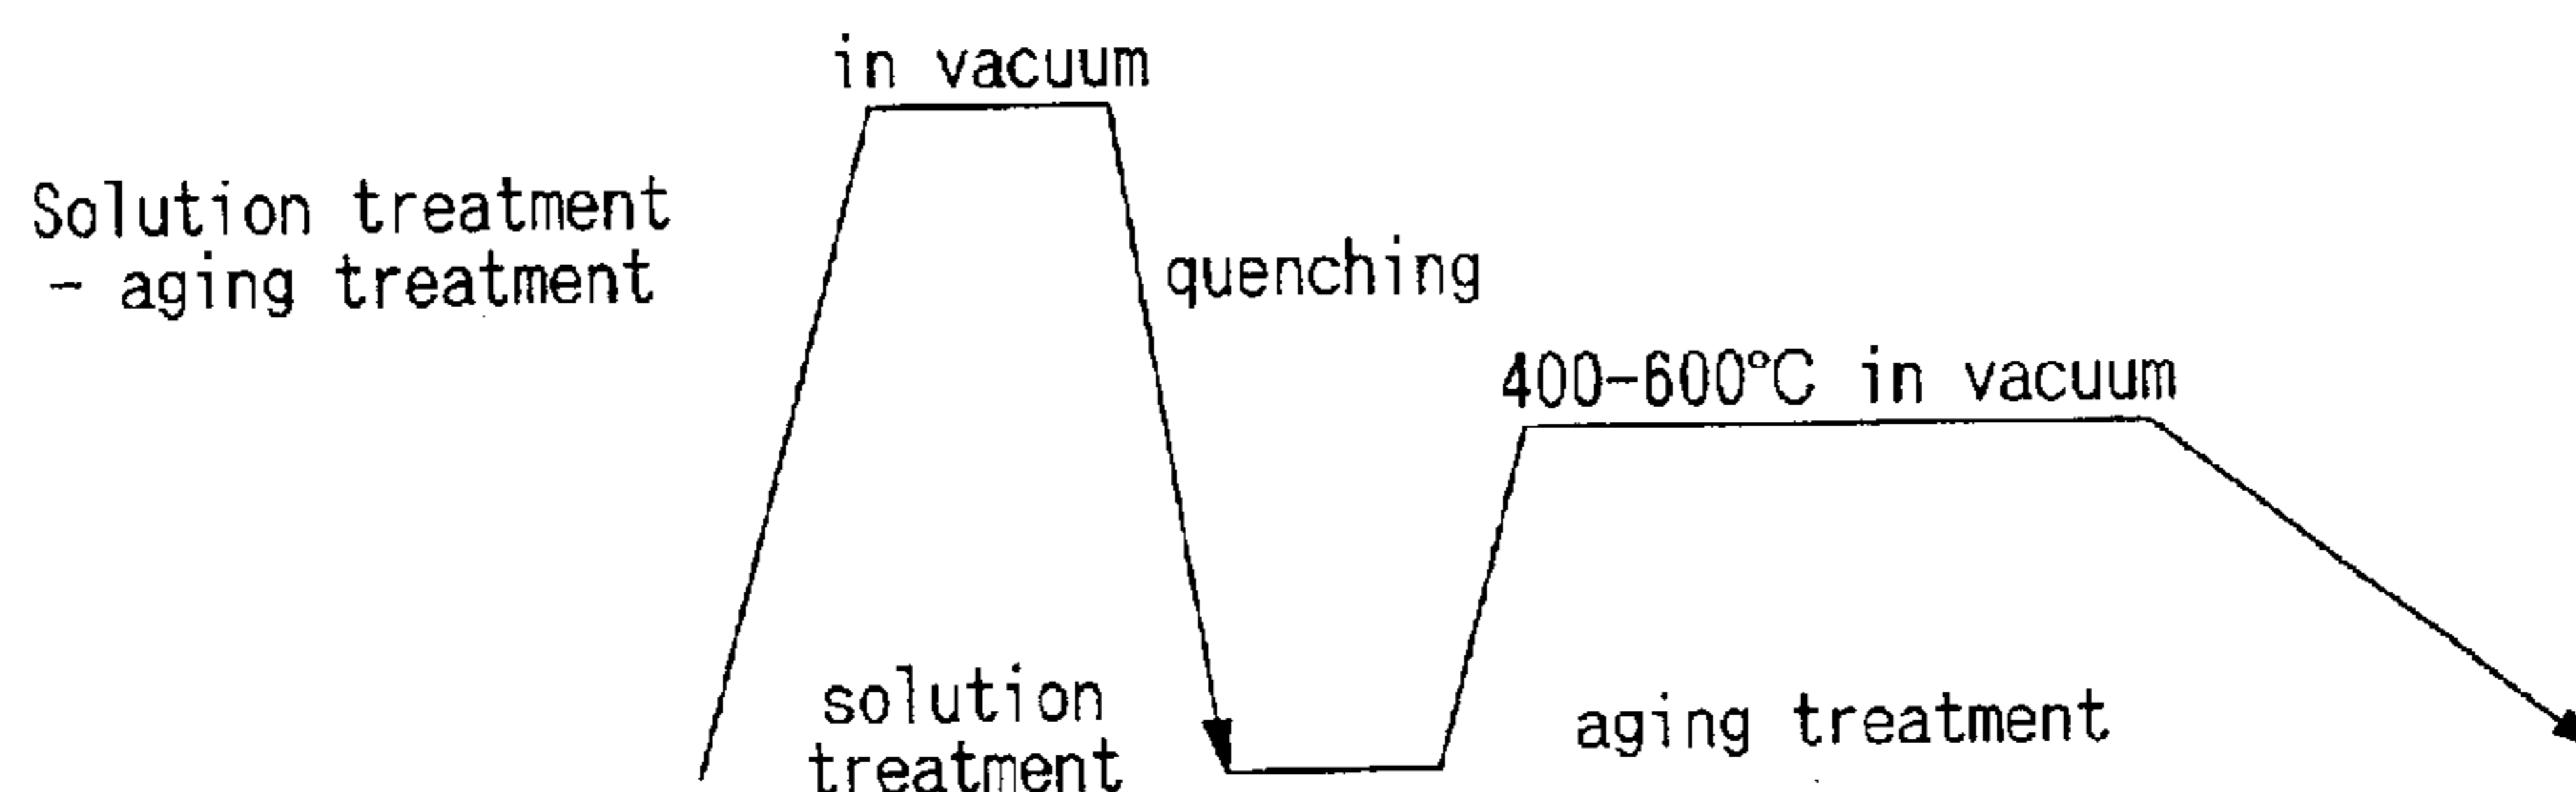 in vacuum
Solution treatment
- aging treatment
quenching
400-600°C in vacuum
solution
treatment
aging treatment